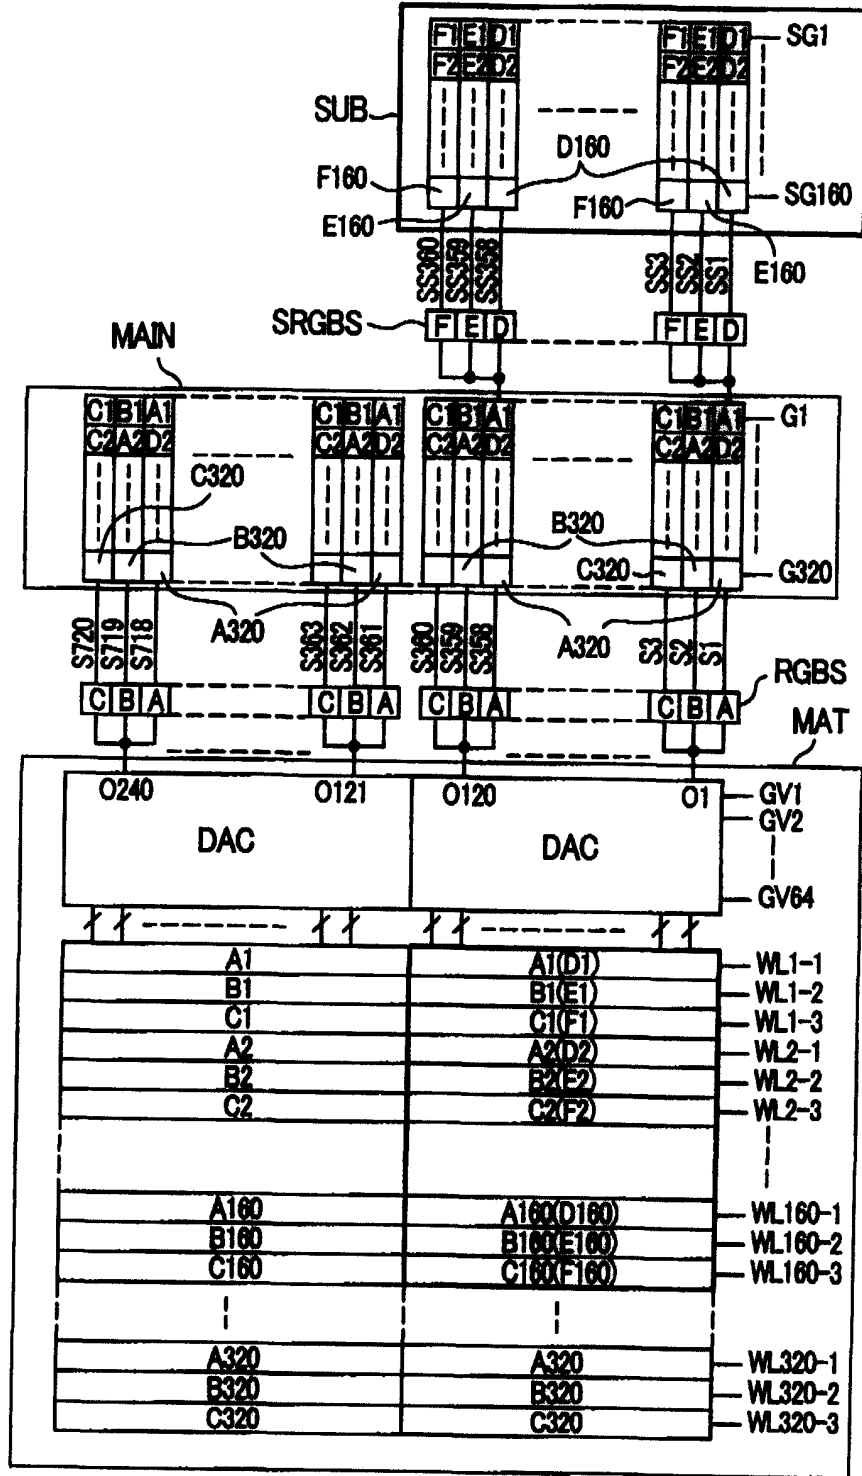 F1 E1 D1 F1 E1 D1 SG1
F2 E2 D2 F2 E2 D2
SUB
D160
F160 SG160
F160
E160 E160
SS360 SS359 SS358 SS3 SS2 SS1
SRGBS F E D F E D
MAIN
C1 B1 A1 C1 B1 A1 C1 B1 A1 C1 B1 A1 G1
C2 A2 D2 C2 A2 D2 C2 A2 D2 C2 A2 D2
C320
B320 B320
C320 G320
A320 A320
S720 S719 S718 S363 S362 S361 S360 S359 S358 S3 S2 S1
RGBS
C B A C B A C B A C B A
MAT
O240 O121 O120 O1 GV1
GV2
DAC DAC
GV64
A1 A1(D1) WL1-1
B1 B1(E1) WL1-2
C1 C1(F1) WL1-3
A2 A2(D2) WL2-1
B2 B2(E2) WL2-2
C2 C2(F2) WL2-3
A160 A160(D160) WL160-1
B160 B160(E160) WL160-2
C160 C160(F160) WL160-3
A320 A320 WL320-1
B320 B320 WL320-2
C320 C320 WL320-3